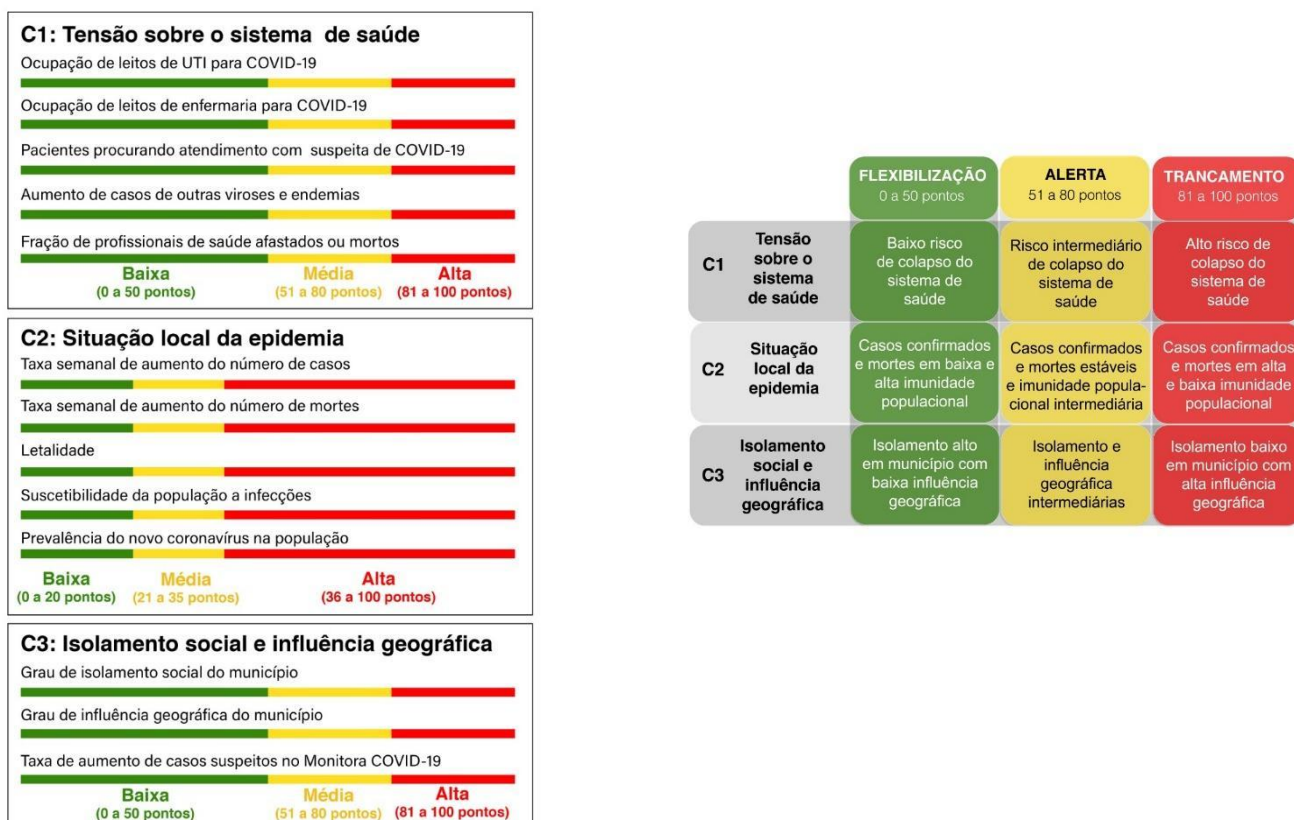 C1: Tensão sobre o sistema de saúde
Ocupação de leitos de UTI para COVID-19
Ocupação de leitos de enfermaria para COVID-19
Pacientes procurando atendimento com suspeita de COVID-19
Aumento de casos de outras viroses e endemias
Fração de profissionais de saúde afastados ou mortos
Baixa Média Alta
(0 a 50 pontos) (51 a 80 pontos) (81 a 100 pontos)
C2: Situação local da epidemia
Taxa semanal de aumento do número de casos
Taxa semanal de aumento do número de mortes
Letalidade
Suscetibilidade da população a infecções
Prevalência do novo coronavírus na população
Baixa Média Alta
(0 a 20 pontos) (21 a 35 pontos) (36 a 100 pontos)
C3: Isolamento social e influência geográfica
Grau de isolamento social do município
Grau de influência geográfica do município
Taxa de aumento de casos suspeitos no Monitora COVID-19
Baixa Média Alta
(0 a 50 pontos) (51 a 80 pontos) (81 a 100 pontos)
FLEXIBILIZAÇÃO
0 a 50 pontos
ALERTA
51 a 80 pontos
TRANCAMENTO
81 a 100 pontos
C1
Tensão
sobre o
sistema
de saúde
Baixo risco
de colapso do
sistema de
saúde
Risco intermediário
de colapso do
sistema de
saúde
Alto risco de
colapso do
sistema de
saúde
C2
Situação
local da
epidemia
Casos confirmados
e mortes em baixa e
alta imunidade
populacional
Casos confirmados
e mortes estáveis
e imunidade popula-
cional intermediária
Casos confirmados
e mortes em alta
e baixa imunidade
populacional
C3
Isolamento
social e
influência
geográfica
Isolamento alto
em município com
baixa influência
geográfica
Isolamento e
influência
geográfica
intermediárias
Isolamento baixo
em município com
alta influência
geográfica